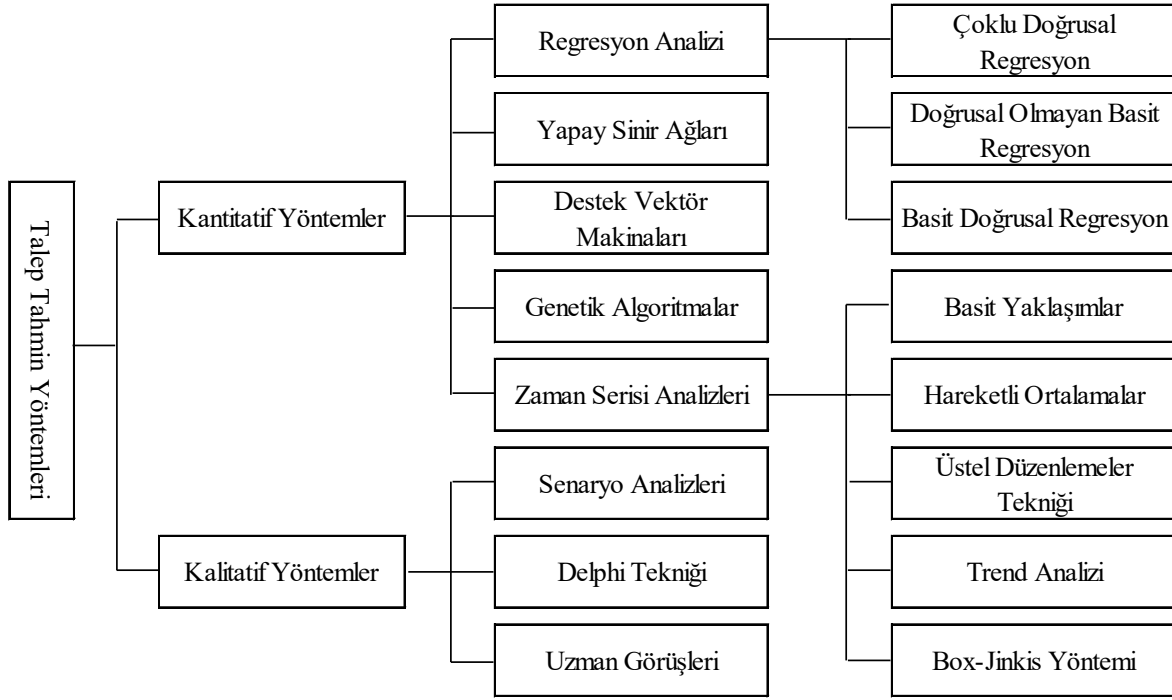 Talep Tahmin Yöntemleri
Kantitatif Yöntemler
Kalitatif Yöntemler
Regresyon Analizi
Yapay Sinir Ağları
Destek Vektör
Makinaları
Genetik Algoritmalar
Zaman Serisi Analizleri
Senaryo Analizleri
Delphi Tekniği
Uzman Görüşleri
Çoklu Doğrusal
Regresyon
Doğrusal Olmayan Basit
Regresyon
Basit Doğrusal Regresyon
Basit Yaklaşımlar
Hareketli Ortalamalar
Üstel Düzenlemeler
Tekniği
Trend Analizi
Box-Jinkis Yöntemi